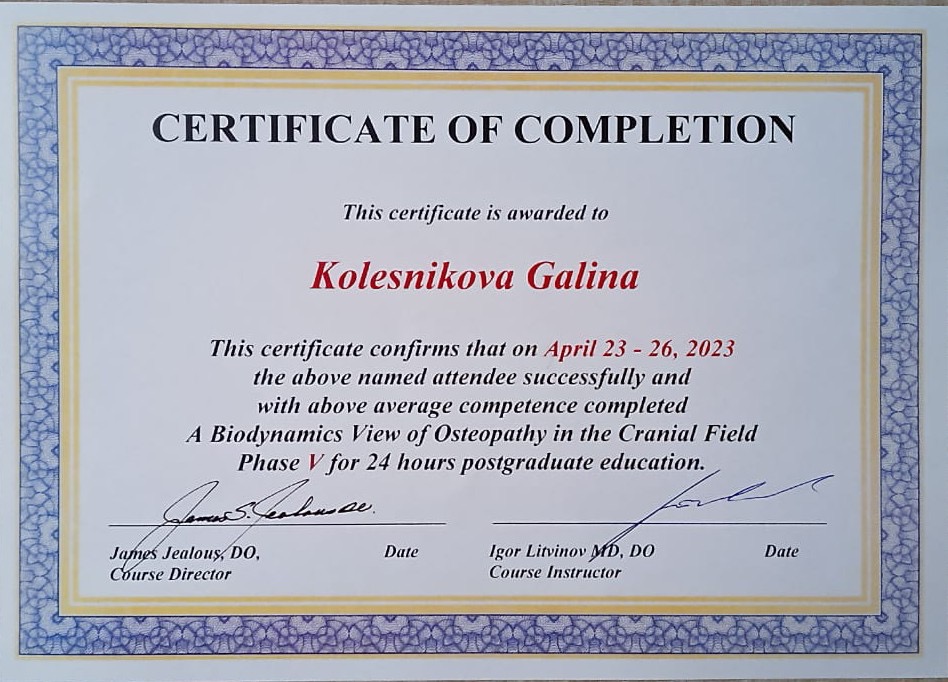 CERTIFICATE OF COMPLETION
This certificate is awarded to
Kolesnikova Galina
This certificate confirms that on April 23 - 26, 2023
the above named attendee successfully and
with above average competence completed
A Biodynamics View of Osteopathy in the Cranial Field
Phase V for 24 hours postgraduate education.
James S. Jealous DO.
James Jealous, DO, Date
Course Director
Igor Litvinov MD, DO Date
Course Instructor